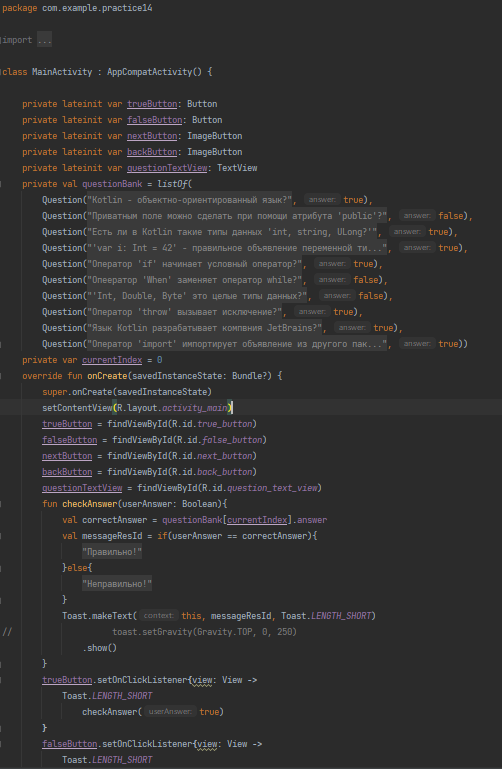 package com.example.practice14
import ...
class MainActivity : AppCompatActivity() {
private lateinit var trueButton: Button
private lateinit var falseButton: Button
private lateinit var nextButton: ImageButton
private lateinit var backButton: ImageButton
private lateinit var questionTextView: TextView
private val questionBank = listOf(
Question("Kotlin - объектно-ориентированный язык?", answer: true),
Question("Приватным поле можно сделать при помощи атрибута 'public'?", answer: false),
Question("Есть ли в Kotlin такие типы данных 'int, string, ULong?'", answer: true),
Question("'var i: Int = 42' - правильное объявление переменной ти...", answer: true),
Question("Оператор 'if' начинает условный оператор?", answer: true),
Question("Опеератор 'When' заменяет оператор while?", answer: false),
Question("'Int, Double, Byte' это целые типы данных?", answer: false),
Question("Оператор 'throw' вызывает исключение?", answer: true),
Question("Язык Kotlin разрабатывает компвния JetBrains?", answer: true),
Question("Оператор 'import' импортирует объявление из другого пак...", answer: true))
private var currentIndex = 0
override fun onCreate(savedInstanceState: Bundle?) {
super.onCreate(savedInstanceState)
setContentView(R.layout.activity_main)
trueButton = findViewById(R.id.true_button)
falseButton = findViewById(R.id.false_button)
nextButton = findViewById(R.id.next_button)
backButton = findViewById(R.id.back_button)
questionTextView = findViewById(R.id.question_text_view)
fun checkAnswer(userAnswer: Boolean){
val correctAnswer = questionBank[currentIndex].answer
val messageResId = if(userAnswer == correctAnswer){
"Правильно!"
}else{
"Неправильно!"
}
Toast.makeText( context: this, messageResId, Toast.LENGTH_SHORT)
// toast.setGravity(Gravity.TOP, 0, 250)
.show()
}
trueButton.setOnClickListener{view: View ->
Toast.LENGTH_SHORT
checkAnswer( userAnswer: true)
}
falseButton.setOnClickListener{view: View ->
Toast.LENGTH_SHORT